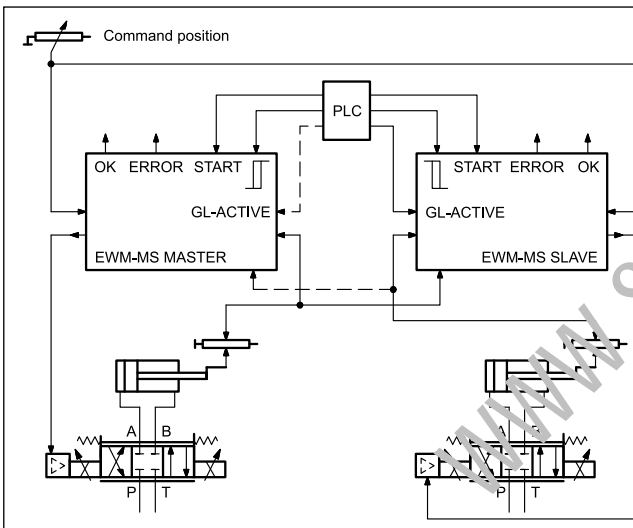 Command position
PLC
OK ERROR START
START ERROR OK
GL-ACTIVE
GL-ACTIVE
EWM-MS MASTER
EWM-MS SLAVE
A B
A B
P T
P T
www.s